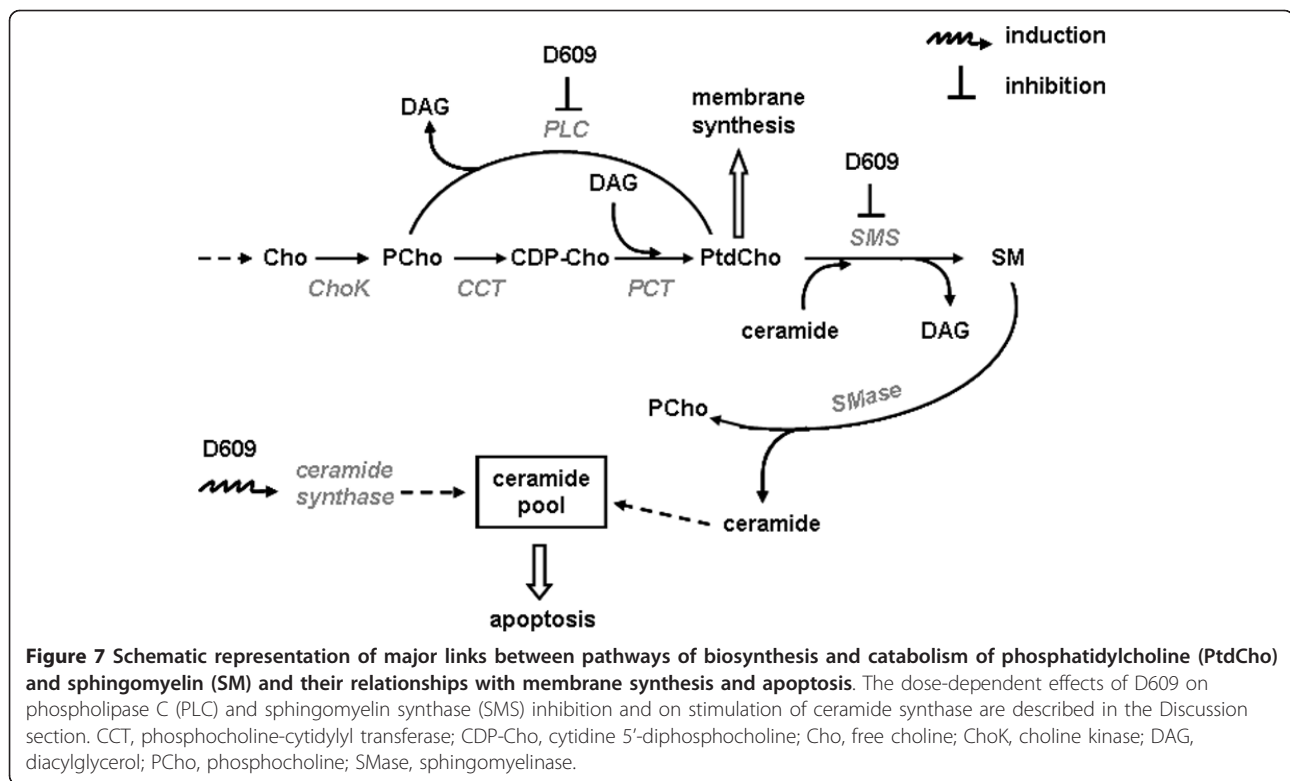 D609
induction
DAG
PLC
membrane
synthesis
inhibition
DAG
D609
SMS
Cho
PCho
CDP-Cho
PtdCho
SM
ChoK
CCT
PCT
ceramide
DAG
PCho
SMase
D609
ceramide
synthase
ceramide
pool
ceramide
apoptosis
Figure 7 Schematic representation of major links between pathways of biosynthesis and catabolism of phosphatidylcholine (PtdCho)
and sphingomyelin (SM) and their relationships with membrane synthesis and apoptosis. The dose-dependent effects of D609 on
phospholipase C (PLC) and sphingomyelin synthase (SMS) inhibition and on stimulation of ceramide synthase are described in the Discussion
section. CCT, phosphocholine-cytidylyl transferase; CDP-Cho, cytidine 5′-diphosphocholine; Cho, free choline; ChoK, choline kinase; DAG,
diacylglycerol; PCho, phosphocholine; SMase, sphingomyelinase.